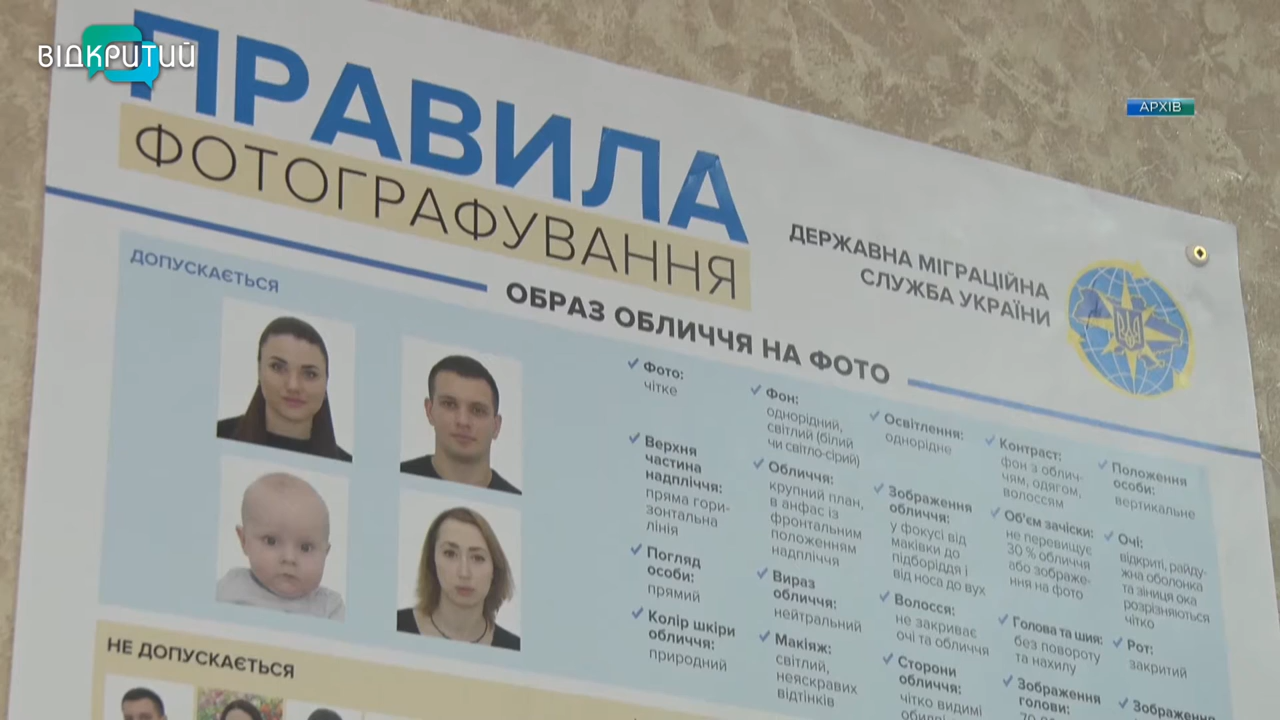 ВІДКРИТИЙ
АРХІВ
ПРАВИЛА
ФОТОГРАФУВАННЯ
ДЕРЖАВНА МІГРАЦІЙНА
СЛУЖБА УКРАЇНИ
ОБРАЗ ОБЛИЧЧЯ НА ФОТО
ДОПУСКАЄТЬСЯ
Фото:
чітке
Верхня
частина
надпліччя:
пряма гори-
зонтальна
лінія
Погляд
особи:
прямий
Колір шкіри
обличчя:
природний
Фон:
однорідний,
світлий (білий
чи світло-сірий)
Обличчя:
крупний план,
в анфас із
фронтальним
положенням
надпліччя
Вираз
обличчя:
нейтральний
Макіяж:
світлий,
неяскравих
відтінків
Освітлення:
однорідне
Зображення
обличчя:
у фокусі від
маківки до
підборіддя і
від носа до вух
Волосся:
не закриває
очі та обличчя
Сторони
обличчя:
чітко видимі
Контраст:
фон з облич-
чям, одягом,
волоссям
Об'єм зачіски:
не перевищує
30 % обличчя
або зображе-
ння на фото
Голова та шия:
без повороту
та нахилу
Зображення
голови:
Положення
особи:
вертикальне
Очі:
відкриті, райду-
жна оболонка
та зіниця ока
розрізняються
чітко
Рот:
закритий
Зображення
НЕ ДОПУСКАЄТЬСЯ